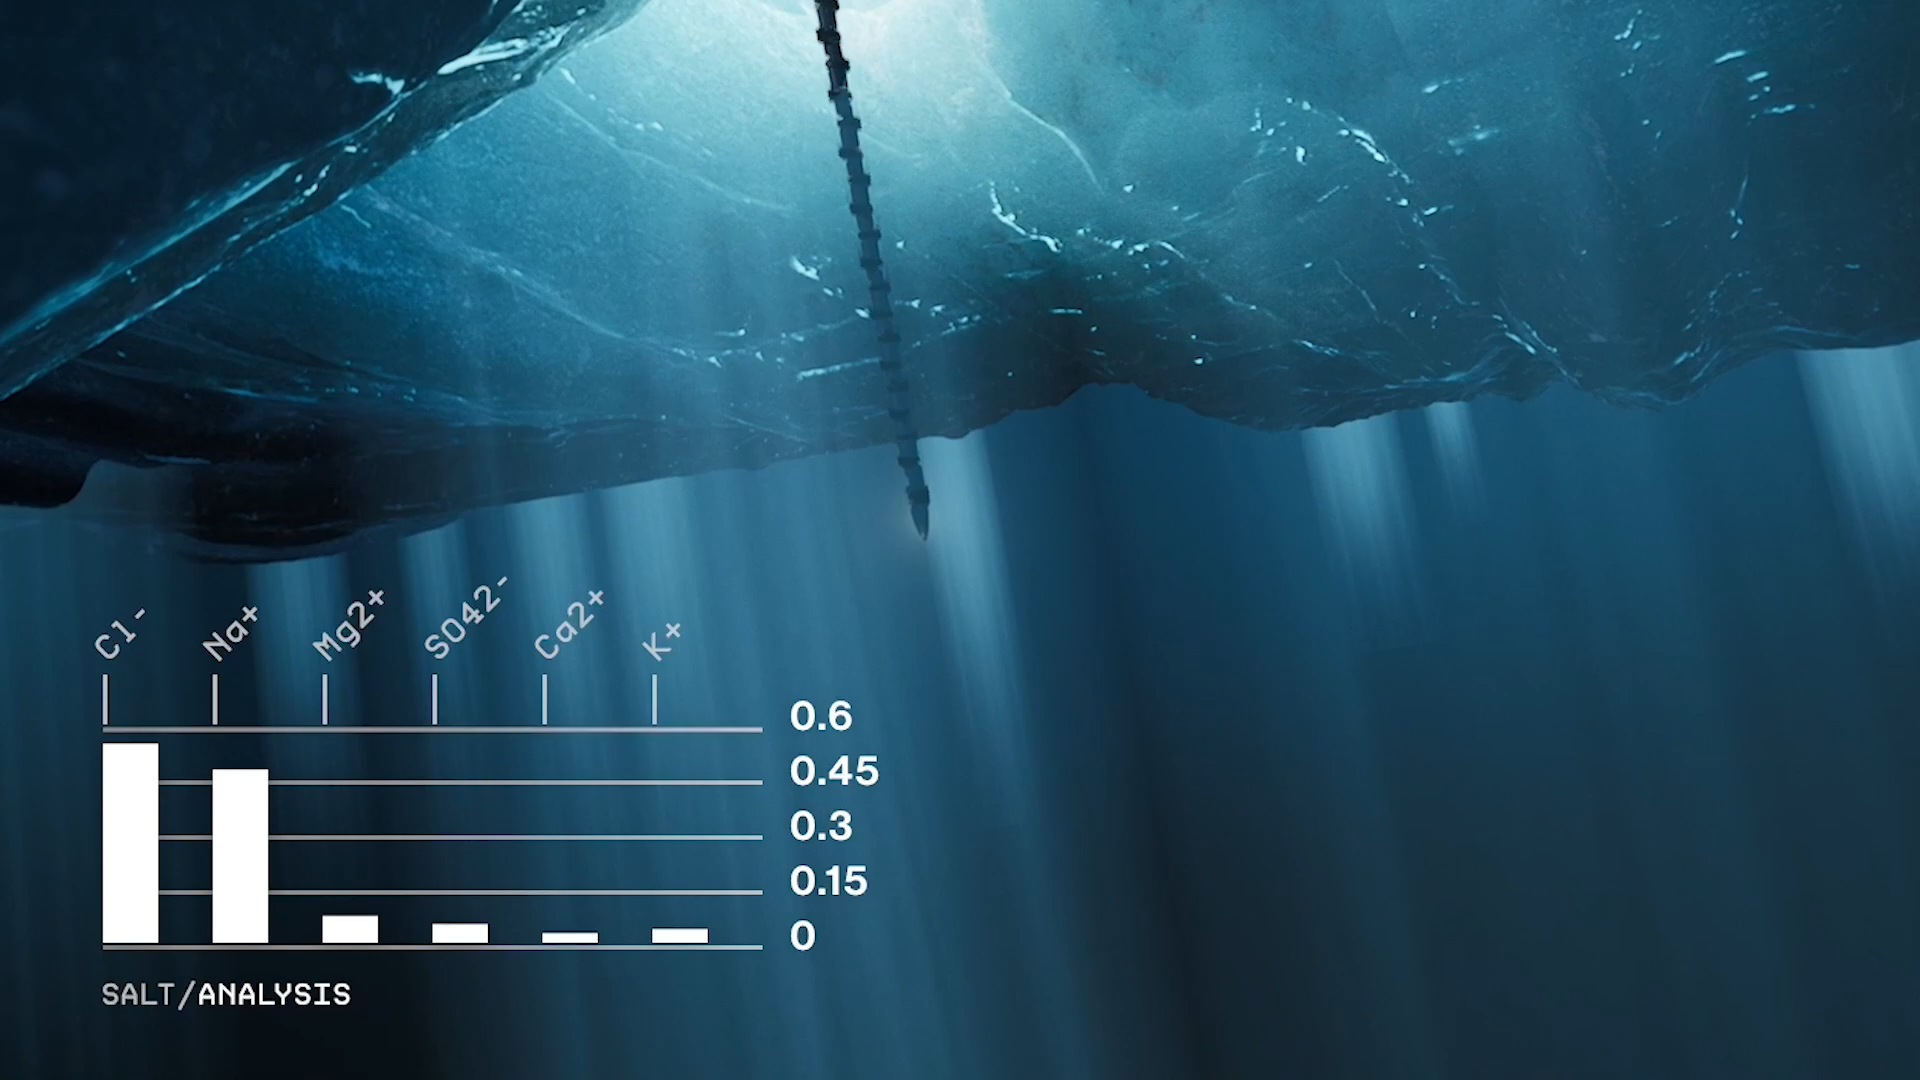 Cl-
Na+
Mg2+
SO42-
Ca2+
K+
0.6
0.45
0.3
0.15
0
SALT/ANALYSIS